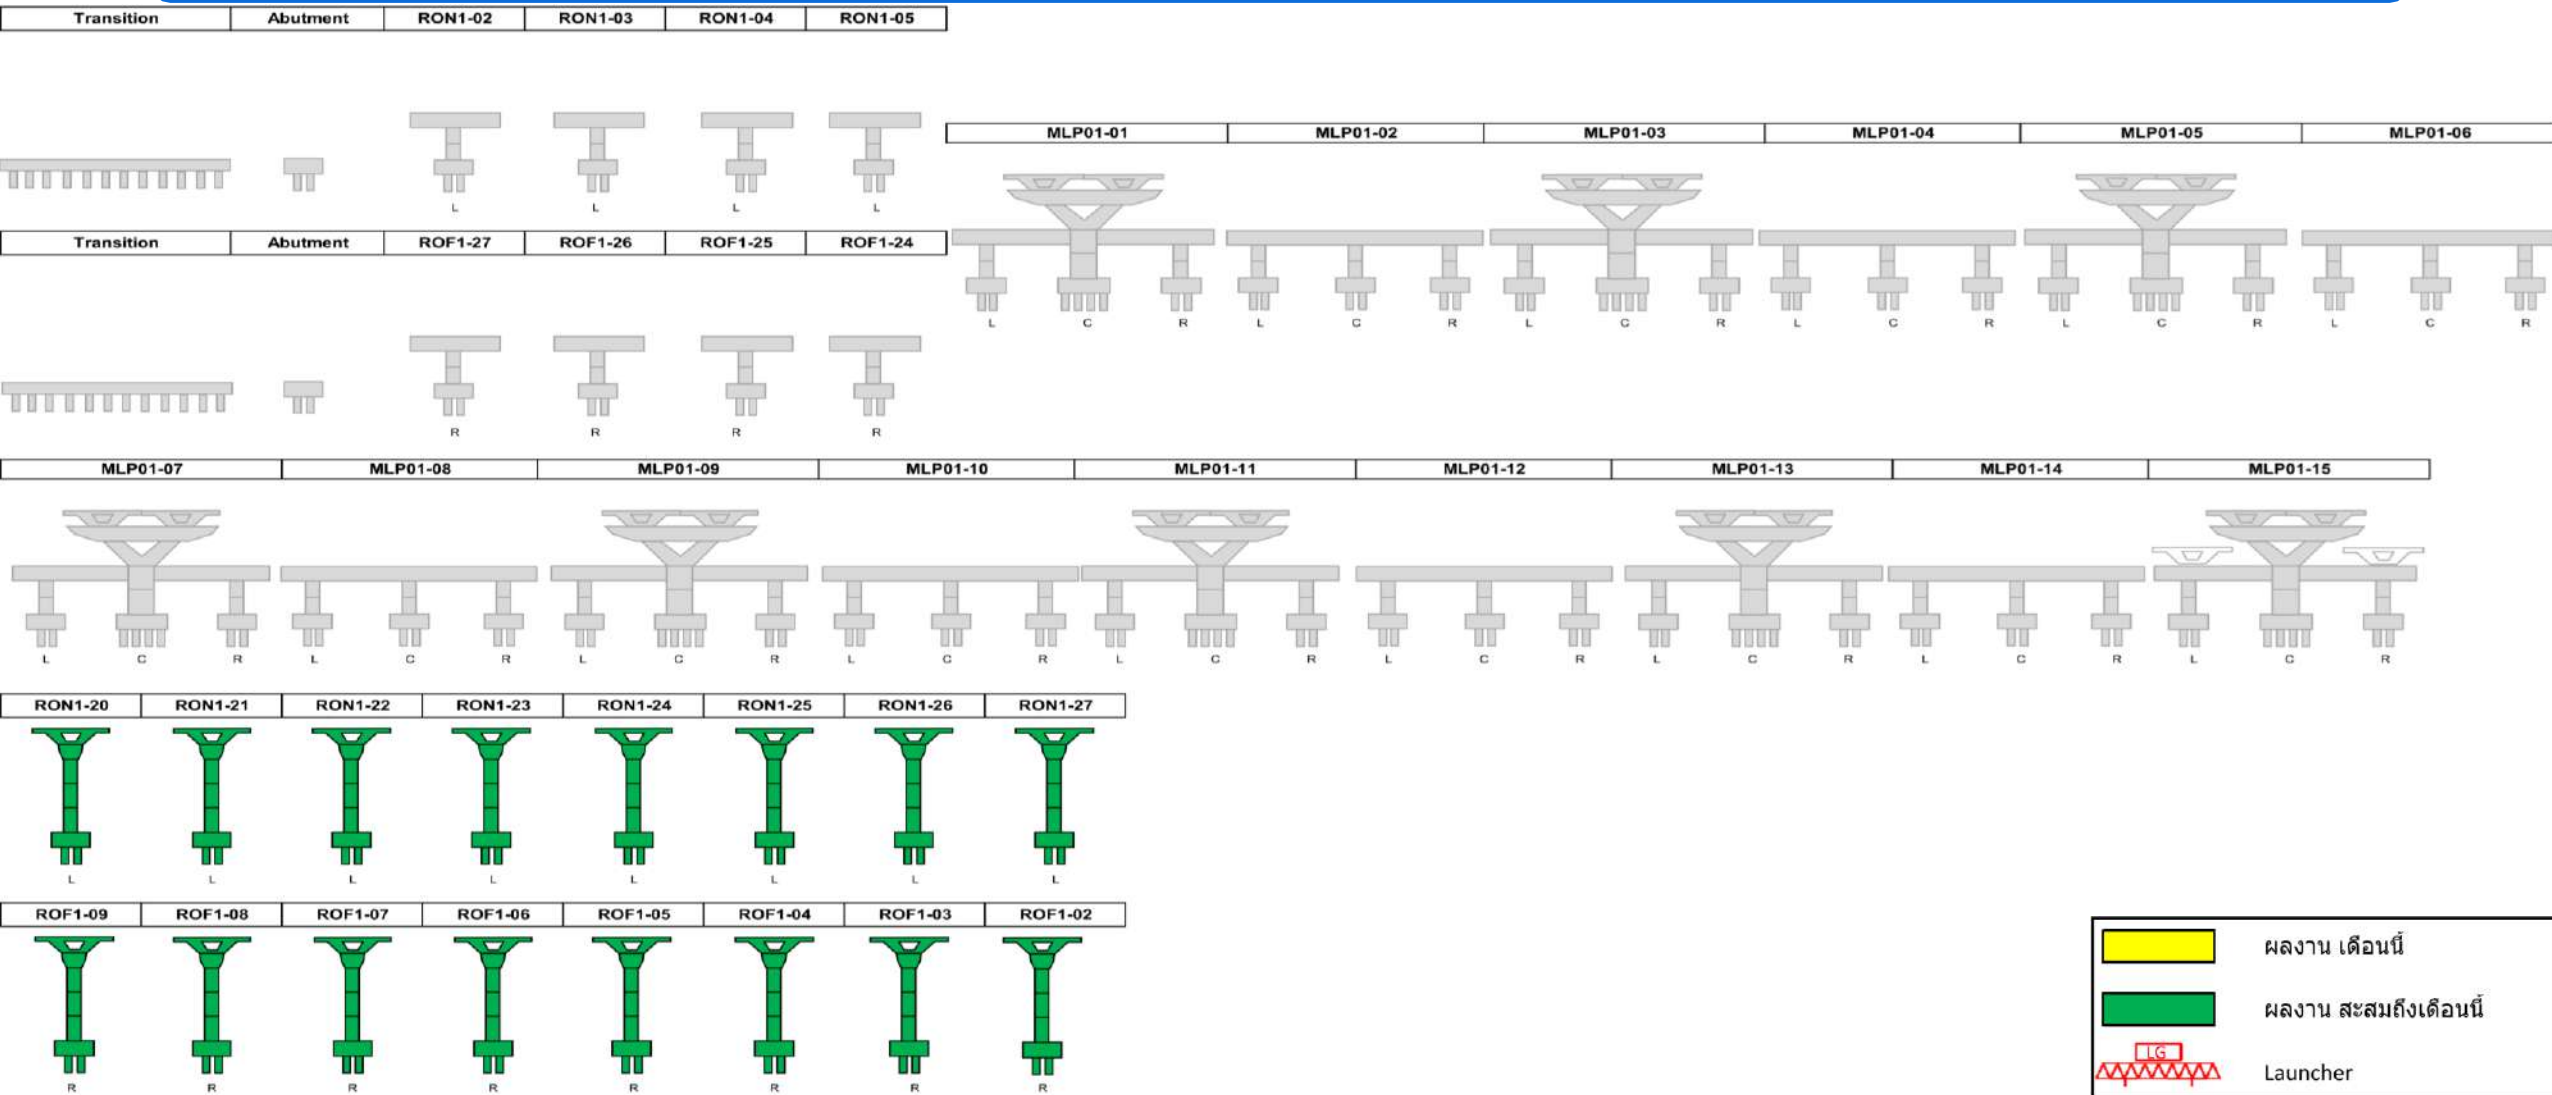 Transition Abutment RON1-02 RON1-03 RON1-04 RON1-05
L L L L
MLP01-01 MLP01-02 MLP01-03 MLP01-04 MLP01-05 MLP01-06
L C R L C R L C R L C R L C R L C R
Transition Abutment ROF1-27 ROF1-26 ROF1-25 ROF1-24
R R R R
MLP01-07 MLP01-08 MLP01-09 MLP01-10 MLP01-11 MLP01-12 MLP01-13 MLP01-14 MLP01-15
L C R L C R L C R L C R L C R L C R L C R L C R L C R
RON1-20 RON1-21 RON1-22 RON1-23 RON1-24 RON1-25 RON1-26 RON1-27
L L L L L L L L
ROF1-09 ROF1-08 ROF1-07 ROF1-06 ROF1-05 ROF1-04 ROF1-03 ROF1-02
R R R R R R R R
ผลงาน เดือนนี้
ผลงาน สะสมถึงเดือนนี้
LG
Launcher